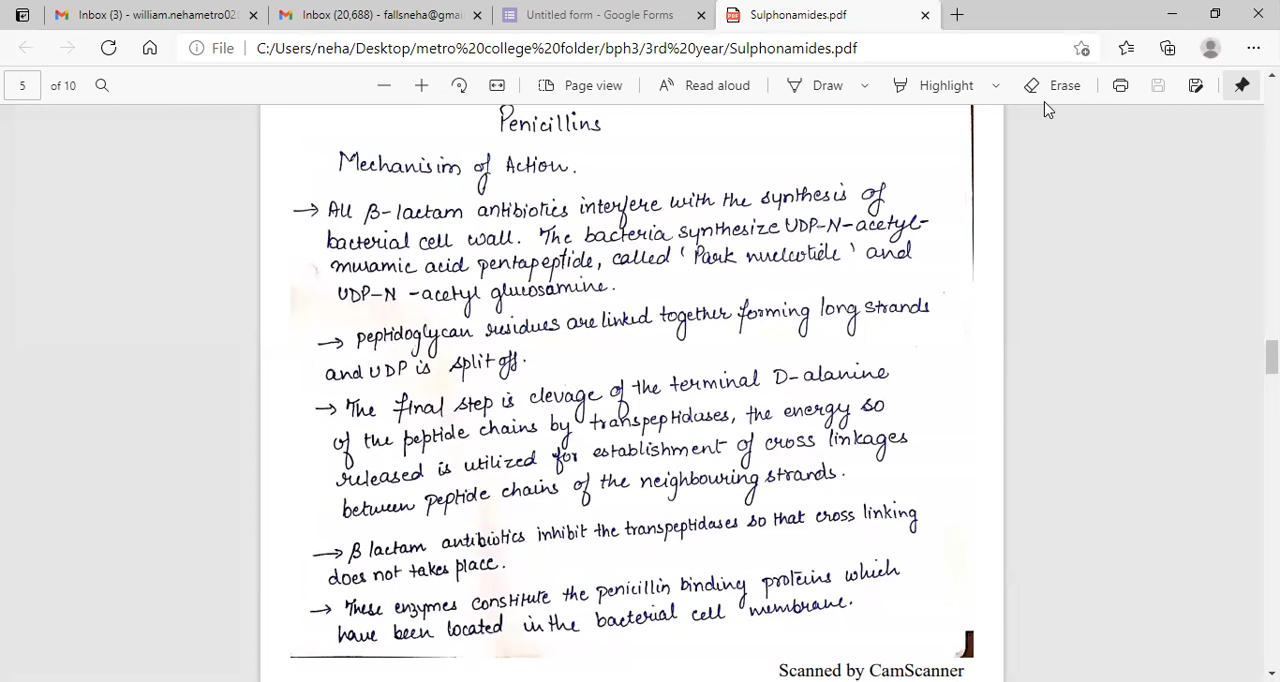 Inbox (3) - william.nehametro02
Inbox (20,688) - fallsneha@gma
Untitled form - Google Forms
Sulphonamides.pdf
File
C:/Users/neha/Desktop/metro%20college%20folder/bph3/3rd%20year/Sulphonamides.pdf
5 of 10
Page view
Read aloud
Draw
Highlight
Erase
Penicillins
Mechanisim of Action.
→ All β-lactam antibiotics interfere with the synthesis of
bacterial cell wall. The bacteria synthesize UDP-N-acetyl-
muramic acid pentapeptide, called 'Park nucleotide' and
UDP-N-acetyl glucosamine.
→ peptidoglycan residues are linked together forming long strands
and UDP is split off.
→ The final step is clevage of the terminal D-alanine
of the peptide chains by transpeptidases, the energy so
released is utilized for establishment of cross linkages
between peptide chains of the neighbouring strands.
→ β lactam antibiotics inhibit the transpeptidases so that cross linking
does not takes place.
→ These enzymes constitute the penicillin binding proteins which
have been located in the bacterial cell membrane.
Scanned by CamScanner